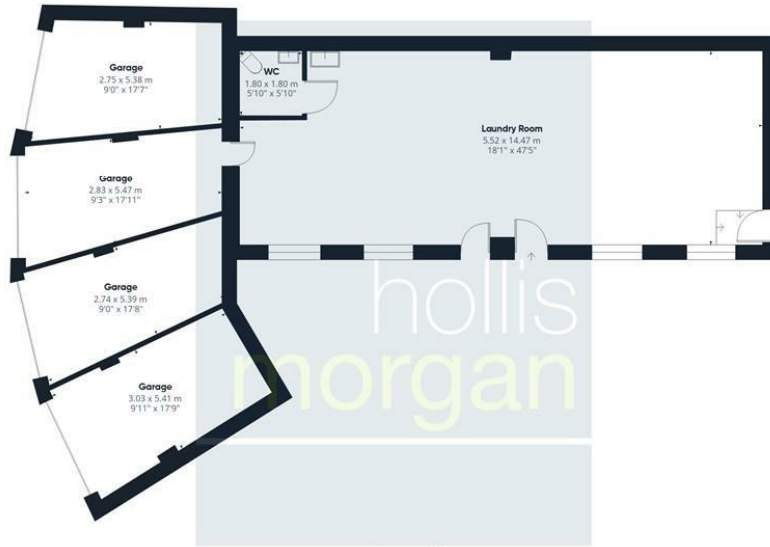 Garage
2.75 x 5.38 m
9'0" x 17'7"
WC
1.80 x 1.80 m
5'10" x 5'10"
Laundry Room
5.52 x 14.47 m
18'1" x 47'5"
Garage
2.83 x 5.47 m
9'3" x 17'11"
Garage
2.74 x 5.39 m
9'0" x 17'8"
Garage
3.03 x 5.41 m
9'11" x 17'9"
hollis
morgan